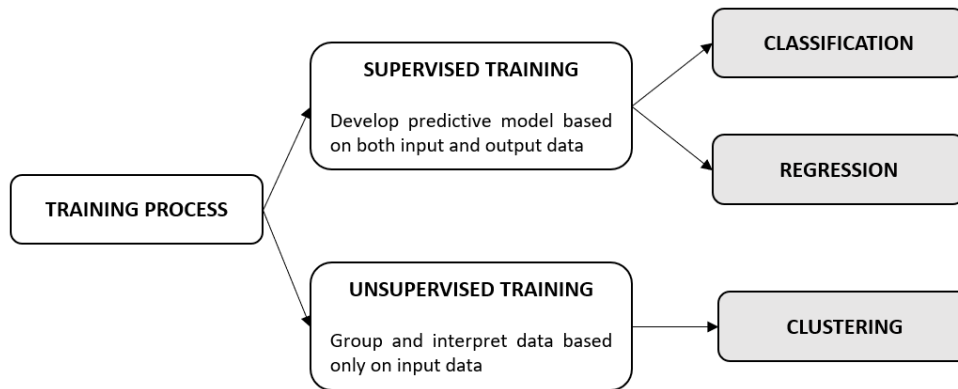 TRAINING PROCESS
SUPERVISED TRAINING
Develop predictive model based
on both input and output data
CLASSIFICATION
REGRESSION
UNSUPERVISED TRAINING
Group and interpret data based
only on input data
CLUSTERING